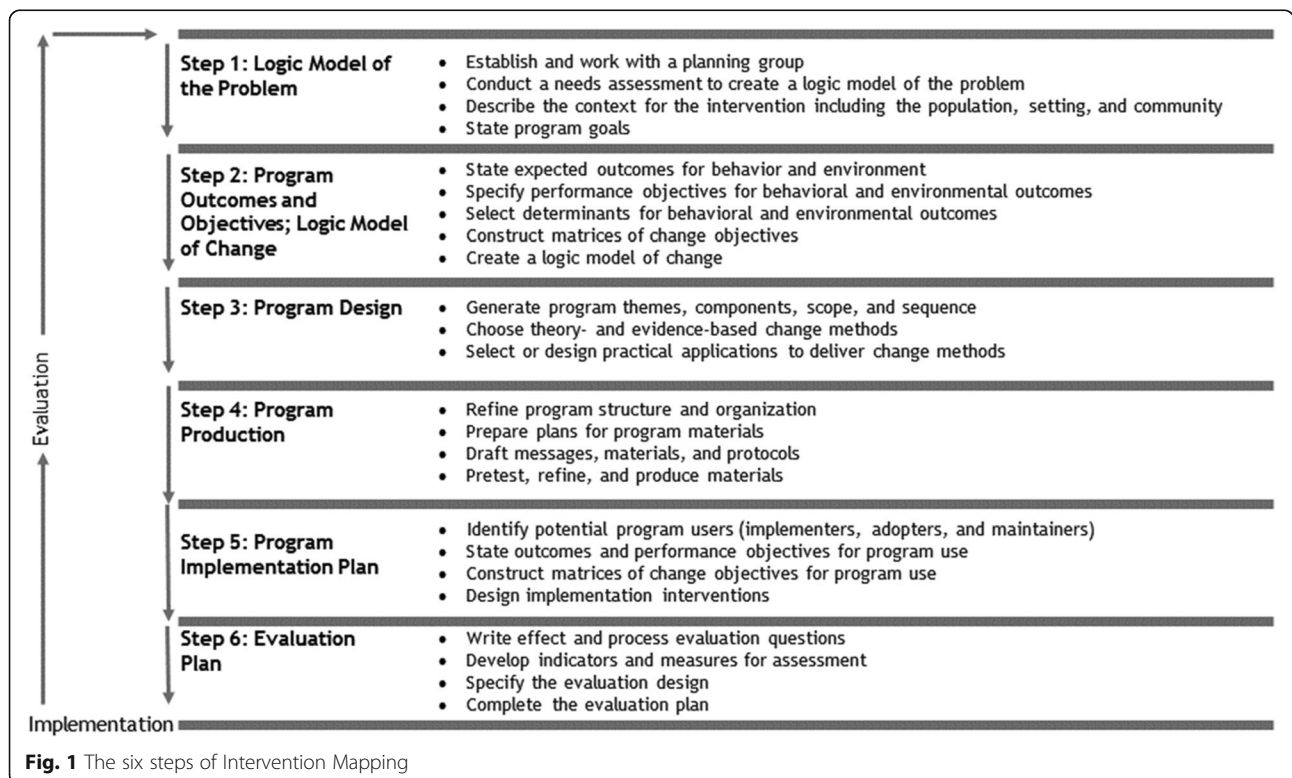 Step 1: Logic Model of
the Problem
• Establish and work with a planning group
• Conduct a needs assessment to create a logic model of the problem
• Describe the context for the intervention including the population, setting, and community
• State program goals
Step 2: Program
Outcomes and
Objectives; Logic Model
of Change
• State expected outcomes for behavior and environment
• Specify performance objectives for behavioral and environmental outcomes
• Select determinants for behavioral and environmental outcomes
• Construct matrices of change objectives
• Create a logic model of change
Step 3: Program Design
• Generate program themes, components, scope, and sequence
• Choose theory- and evidence-based change methods
• Select or design practical applications to deliver change methods
Step 4: Program
Production
• Refine program structure and organization
• Prepare plans for program materials
• Draft messages, materials, and protocols
• Pretest, refine, and produce materials
Step 5: Program
Implementation Plan
• Identify potential program users (implementers, adopters, and maintainers)
• State outcomes and performance objectives for program use
• Construct matrices of change objectives for program use
• Design implementation interventions
Step 6: Evaluation
Plan
• Write effect and process evaluation questions
• Develop indicators and measures for assessment
• Specify the evaluation design
• Complete the evaluation plan
Evaluation
Implementation
Fig. 1 The six steps of Intervention Mapping